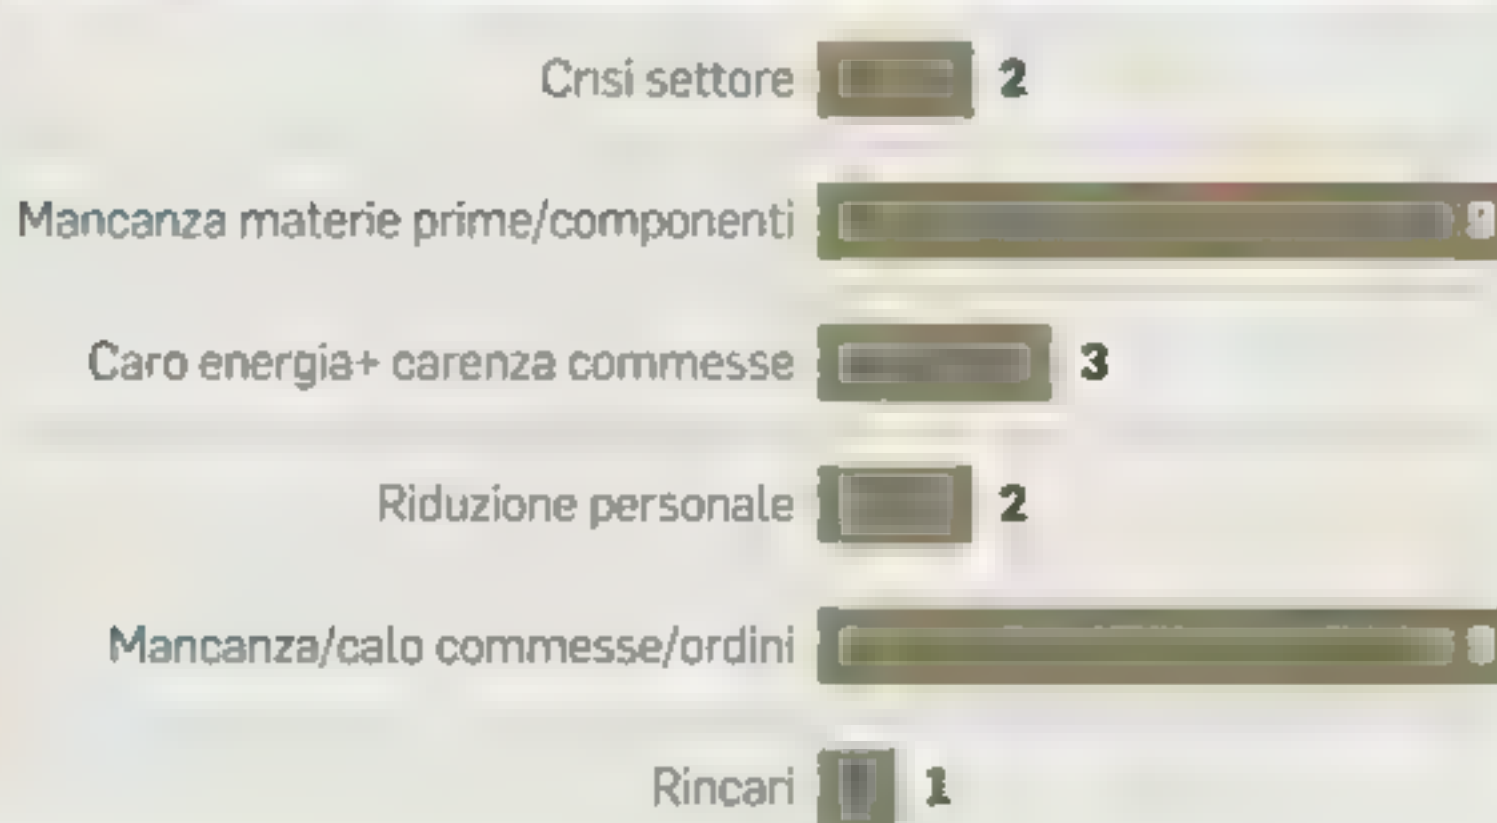 Crisi settore 2
Mancanza materie prime/componenti
Caro energia+ carenza commesse 3
Riduzione personale 2
Mancanza/calo commesse/ordini
Rincari 1